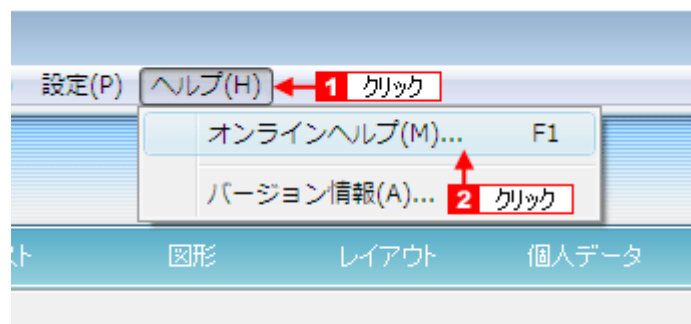 設定(P) ヘルプ(H) 1 クリック
オンラインヘルプ(M)... F1
バージョン情報(A)... 2 クリック
図形 レイアウト 個人データ